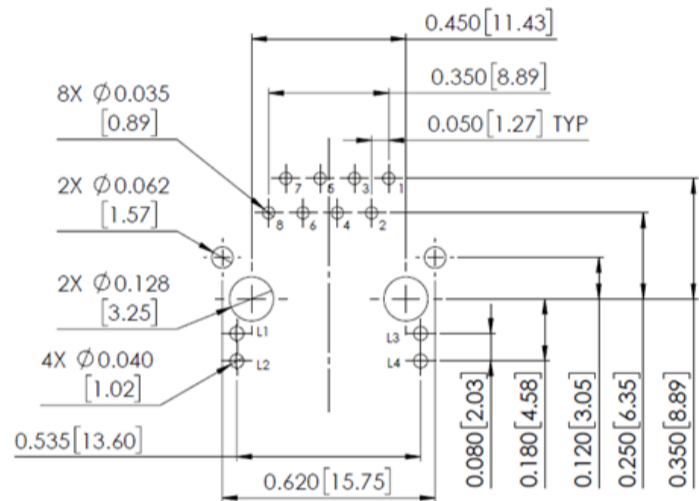 0.450[11.43]
0.350[8.89]
8X Ø0.035
[0.89]
0.050[1.27] TYP
7 5 3 1
2X Ø0.062
[1.57]
8 6 4 2
2X Ø0.128
[3.25]
L1 L3
L2 L4
4X Ø0.040
[1.02]
0.535[13.60]
0.620[15.75]
0.080[2.03]
0.180[4.58]
0.120[3.05]
0.250[6.35]
0.350[8.89]